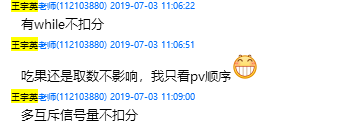 王宇英老师(112103880) 2019-07-03 11:06:22
有while不扣分
王宇英老师(112103880) 2019-07-03 11:06:51
吃果还是取数不影响，我只看pv顺序
王宇英老师(112103880) 2019-07-03 11:09:00
多互斥信号量不扣分